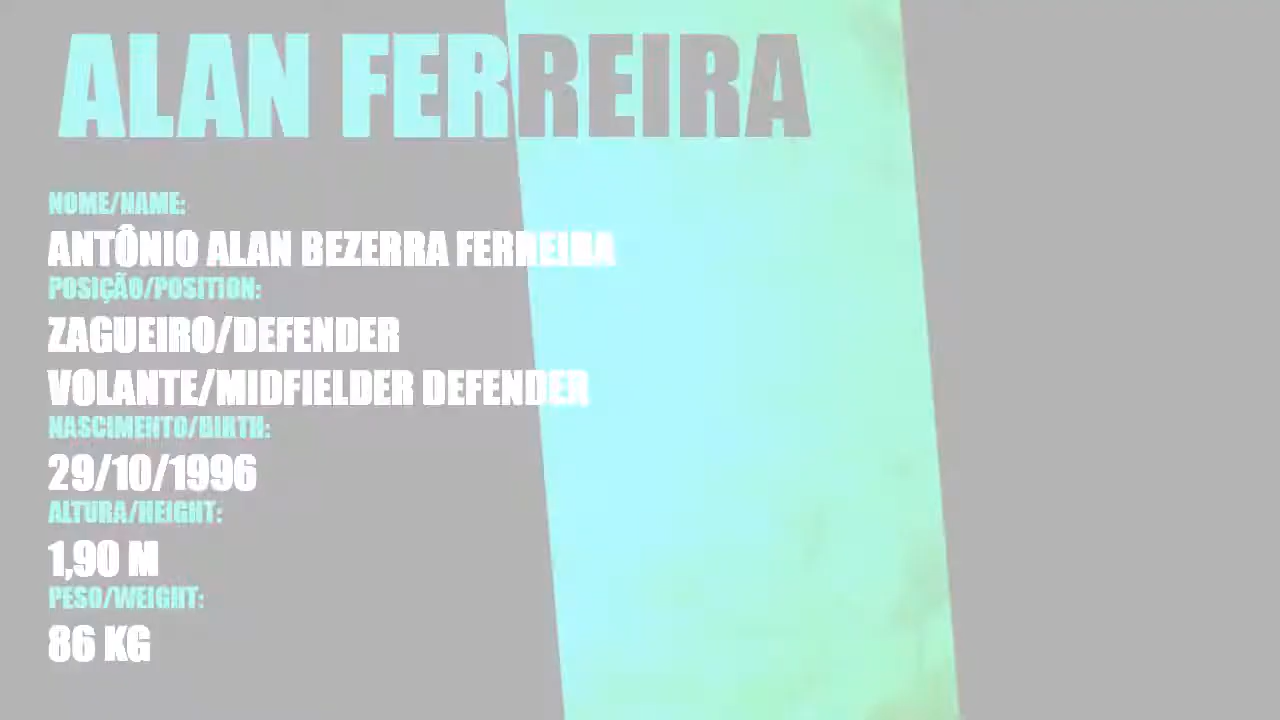 ALAN FERREIRA
NOME/NAME:
ANTÔNIO ALAN BEZERRA FERREIRA
POSIÇÃO/POSITION:
ZAGUEIRO/DEFENDER
VOLANTE/MIDFIELDER DEFENDER
NASCIMENTO/BIRTH:
29/10/1996
ALTURA/HEIGHT:
1,90 M
PESO/WEIGHT:
86 KG